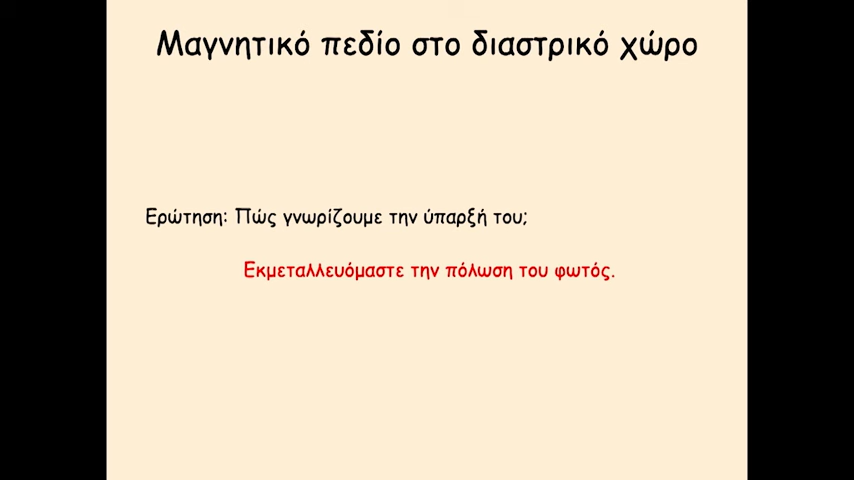 Μαγνητικό πεδίο στο διαστρικό χώρο
Ερώτηση: Πώς γνωρίζουμε την ύπαρξή του;
Εκμεταλλευόμαστε την πόλωση του φωτός.